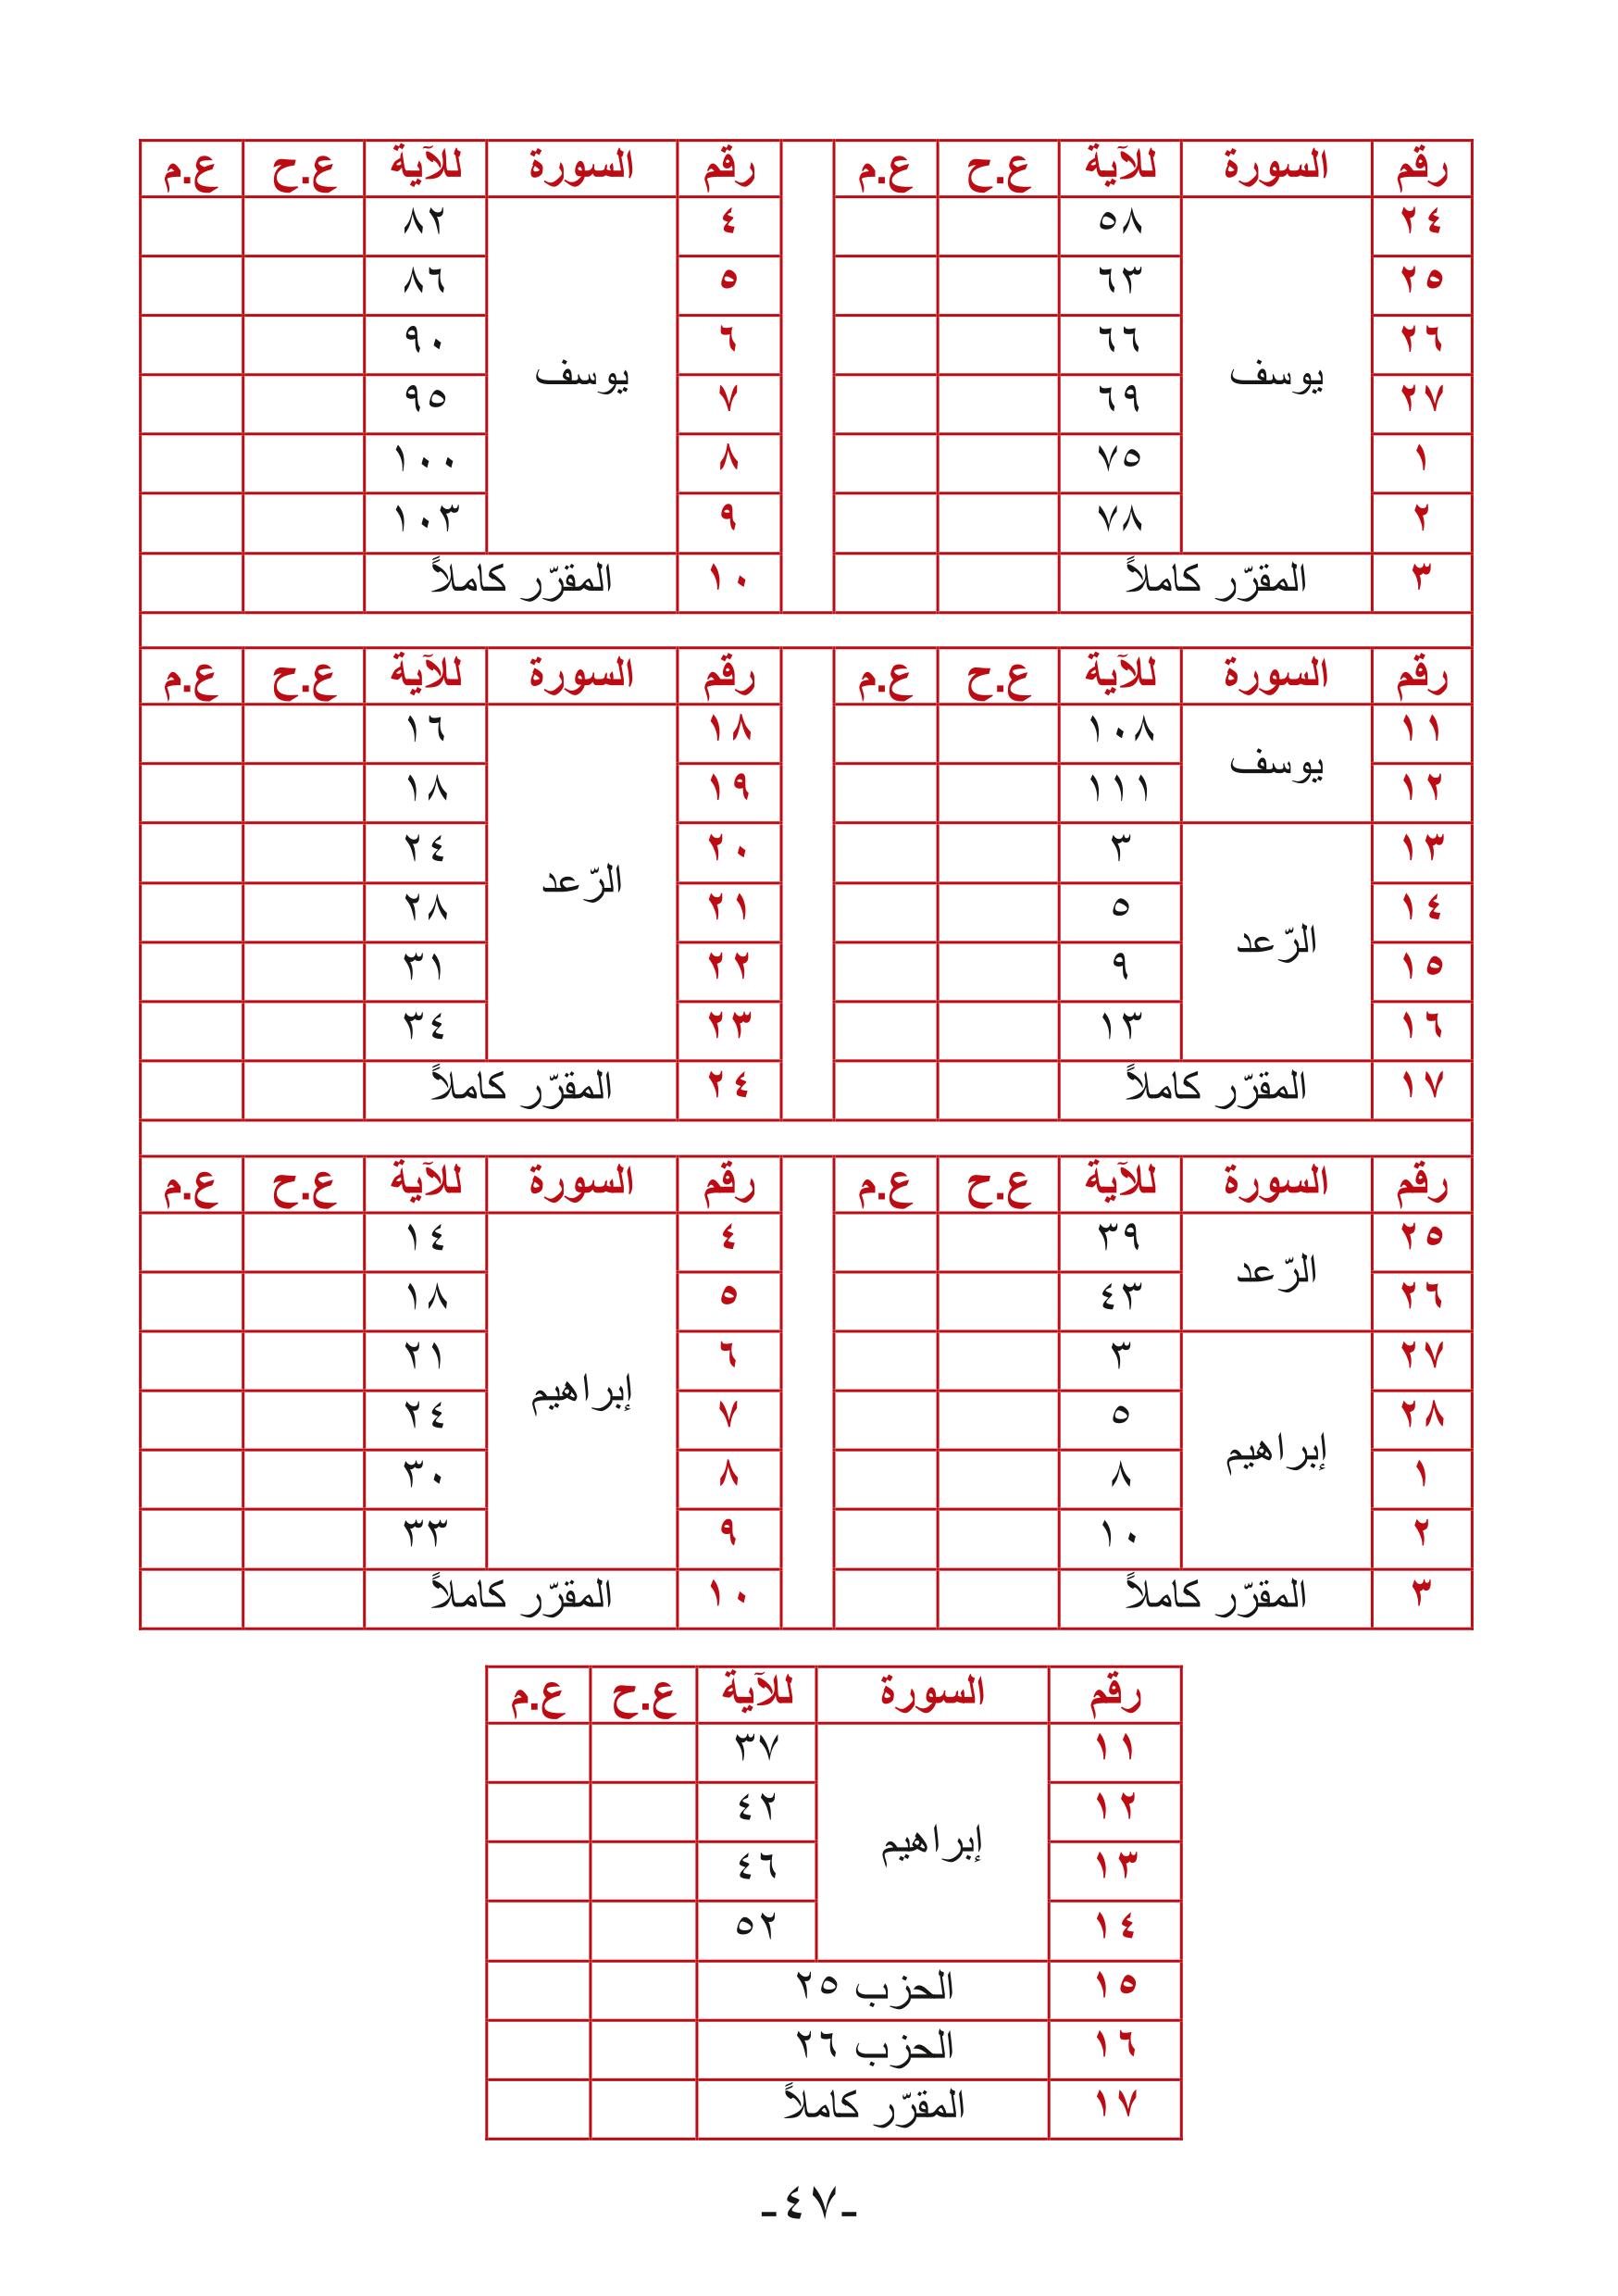 رقم السورة للآية ع.ح ع.م رقم السورة للآية ع.ح ع.م
٢٤ ٥٨ ٤ ٨٢
٢٥ ٦٣ ٥ ٨٦
٢٦ ٦٦ ٦ ٩٠
يوسف يوسف
٢٧ ٦٩ ٧ ٩٥
١ ٧٥ ٨ ١٠٠
٢ ٧٨ ٩ ١٠٣
٣ المقرّر كاملاً ١٠ المقرّر كاملاً
رقم السورة للآية ع.ح ع.م رقم السورة للآية ع.ح ع.م
١١ يوسف ١٠٨ ١٨ ١٦
١٢ ١١١ ١٩ ١٨
١٣ ٣ ٢٠ ٢٤
١٤ ٥ ٢١ الرّعد ٢٨
١٥ الرّعد ٩ ٢٢ ٣١
١٦ ١٣ ٢٣ ٣٤
١٧ المقرّر كاملاً ٢٤ المقرّر كاملاً
رقم السورة للآية ع.ح ع.م رقم السورة للآية ع.ح ع.م
٢٥ الرّعد ٣٩ ٤ ١٤
٢٦ ٤٣ ٥ ١٨
٢٧ ٣ ٦ ٢١
٢٨ ٥ ٧ إبراهيم ٢٤
١ إبراهيم ٨ ٨ ٣٠
٢ ١٠ ٩ ٣٣
٣ المقرّر كاملاً ١٠ المقرّر كاملاً
رقم السورة للآية ع.ح ع.م
١١ ٣٧
١٢ ٤٢
إبراهيم
١٣ ٤٦
١٤ ٥٢
١٥ الحزب ٢٥
١٦ الحزب ٢٦
١٧ المقرّر كاملاً
-٤٧-